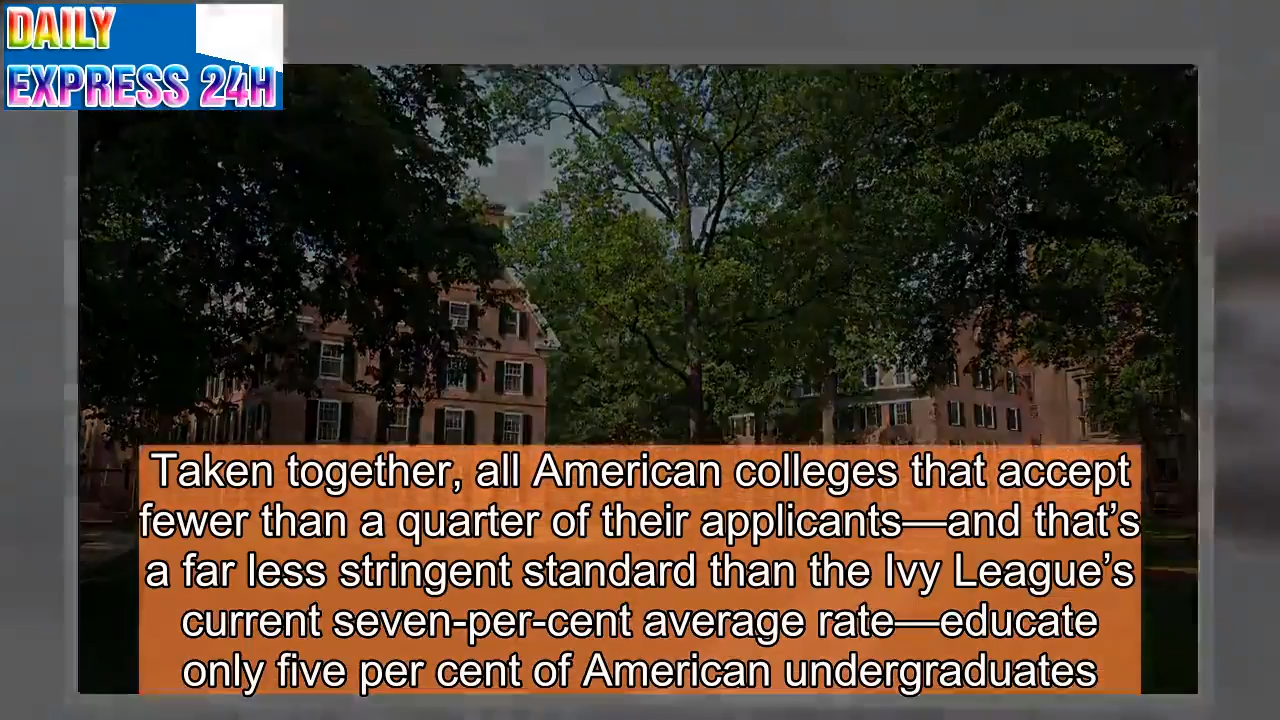 DAILY
EXPRESS 24H
Taken together, all American colleges that accept
fewer than a quarter of their applicants—and that’s
a far less stringent standard than the Ivy League’s
current seven-per-cent average rate—educate
only five per cent of American undergraduates